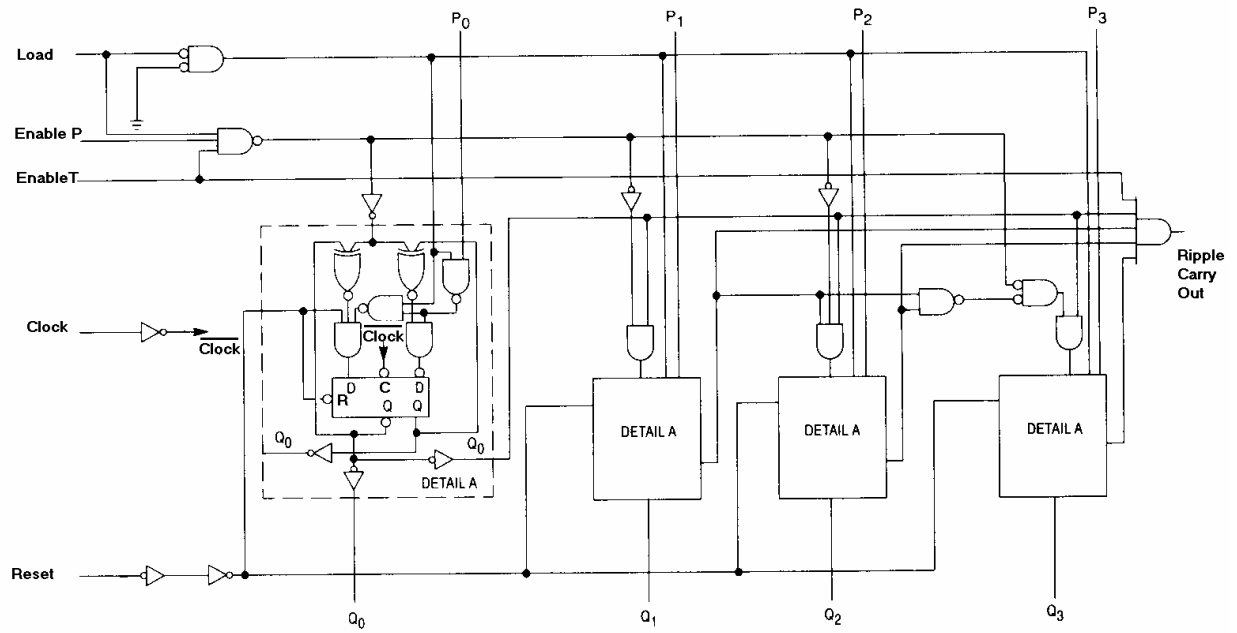 P0
P1
P2
P3
Load
Enable P
EnableT
Ripple
Carry
Out
Clock
Clock
Clock
D
C
D
R
Q
Q
Q0
Q0
DETAIL A
DETAIL A
DETAIL A
DETAIL A
Reset
Q0
Q1
Q2
Q3